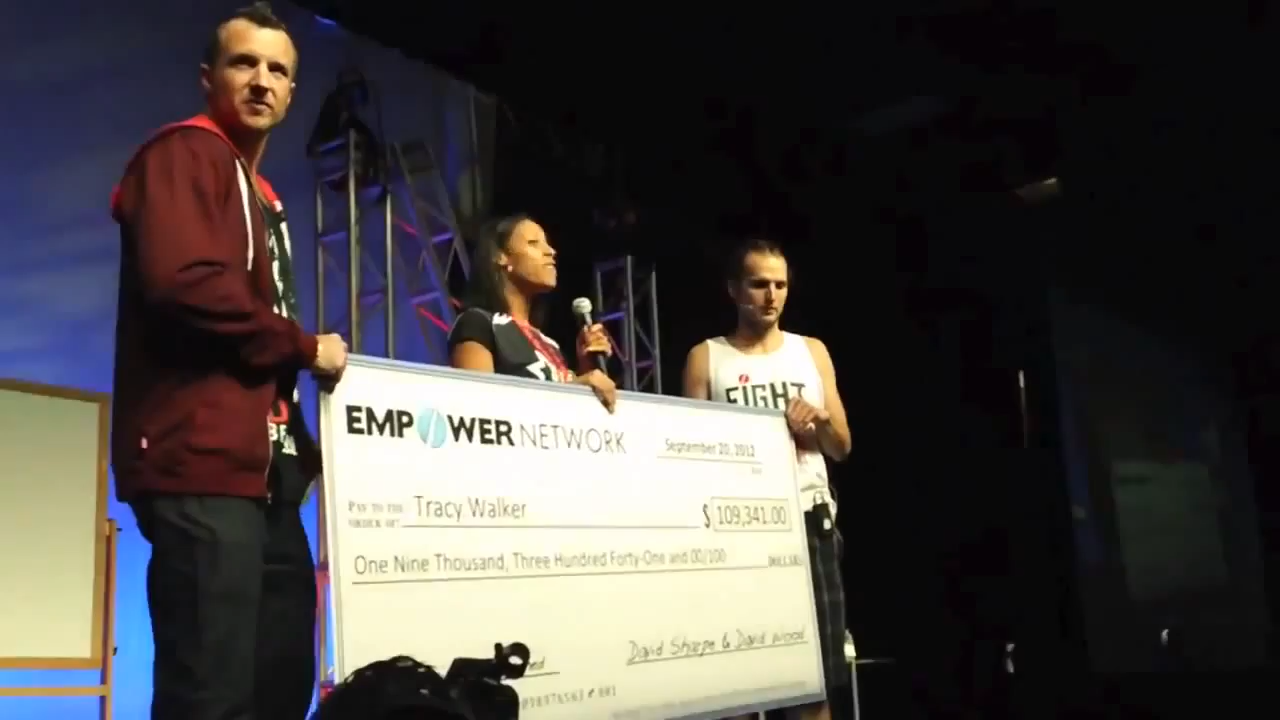 EMPOWER NETWORK
September 20, 2012
PAY TO THE
ORDER OF: Tracy Walker $ 109,341.00
One Nine Thousand, Three Hundred Forty-One and 00/100 DOLLARS
David Sharpe & David Wood
FIGHT